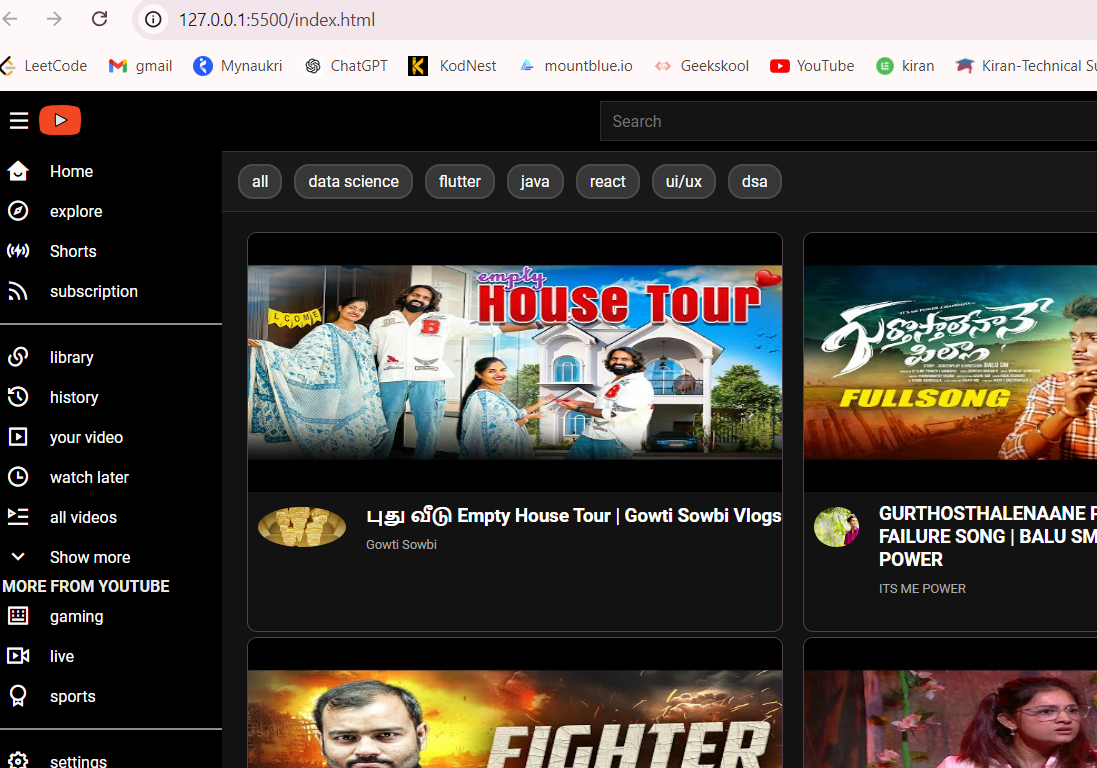 127.0.0.1:5500/index.html
LeetCode gmail Mynaukri ChatGPT KodNest mountblue.io Geekskool YouTube kiran Kiran-Technical Su
Search
Home
explore
Shorts
subscription
library
history
your video
watch later
all videos
Show more
MORE FROM YOUTUBE
gaming
live
sports
settings
all data science flutter java react ui/ux dsa
LCOME
empty
House Tour
புது வீடு Empty House Tour | Gowti Sowbi Vlogs
Gowti Sowbi
గుర్తొస్తాలేనానే
పిల్లా
BALU SM
FULLSONG
GURTHOSTHALENAANE P
FAILURE SONG | BALU SM
POWER
ITS ME POWER
FIGHTER